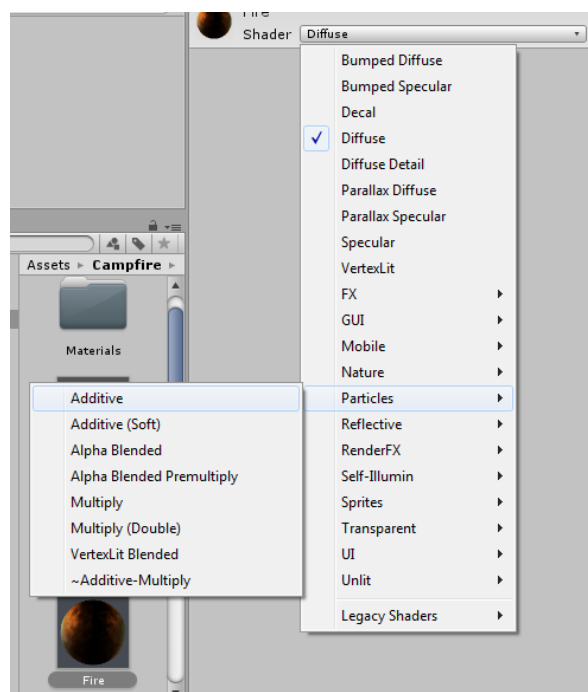 Fire
Shader Diffuse
Bumped Diffuse
Bumped Specular
Decal
Diffuse
Diffuse Detail
Parallax Diffuse
Parallax Specular
Specular
VertexLit
FX
GUI
Mobile
Nature
Particles
Reflective
RenderFX
Self-Illumin
Sprites
Transparent
UI
Unlit
Legacy Shaders
Assets Campfire
Materials
Additive
Additive (Soft)
Alpha Blended
Alpha Blended Premultiply
Multiply
Multiply (Double)
VertexLit Blended
~Additive-Multiply
Fire